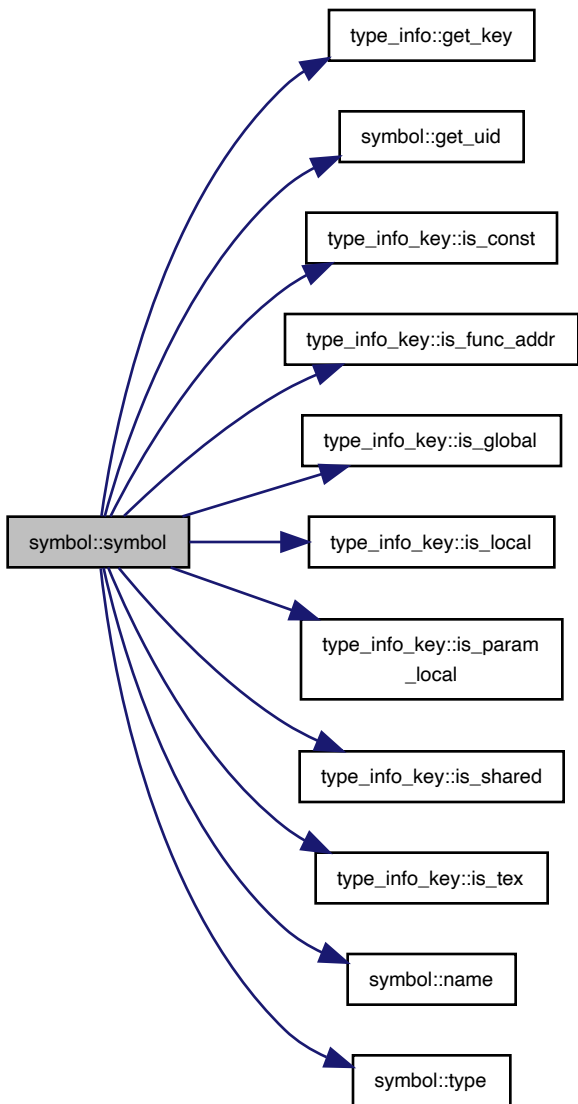 type_info::get_key
symbol::get_uid
type_info_key::is_const
type_info_key::is_func_addr
type_info_key::is_global
symbol::symbol
type_info_key::is_local
type_info_key::is_param
_local
type_info_key::is_shared
type_info_key::is_tex
symbol::name
symbol::type